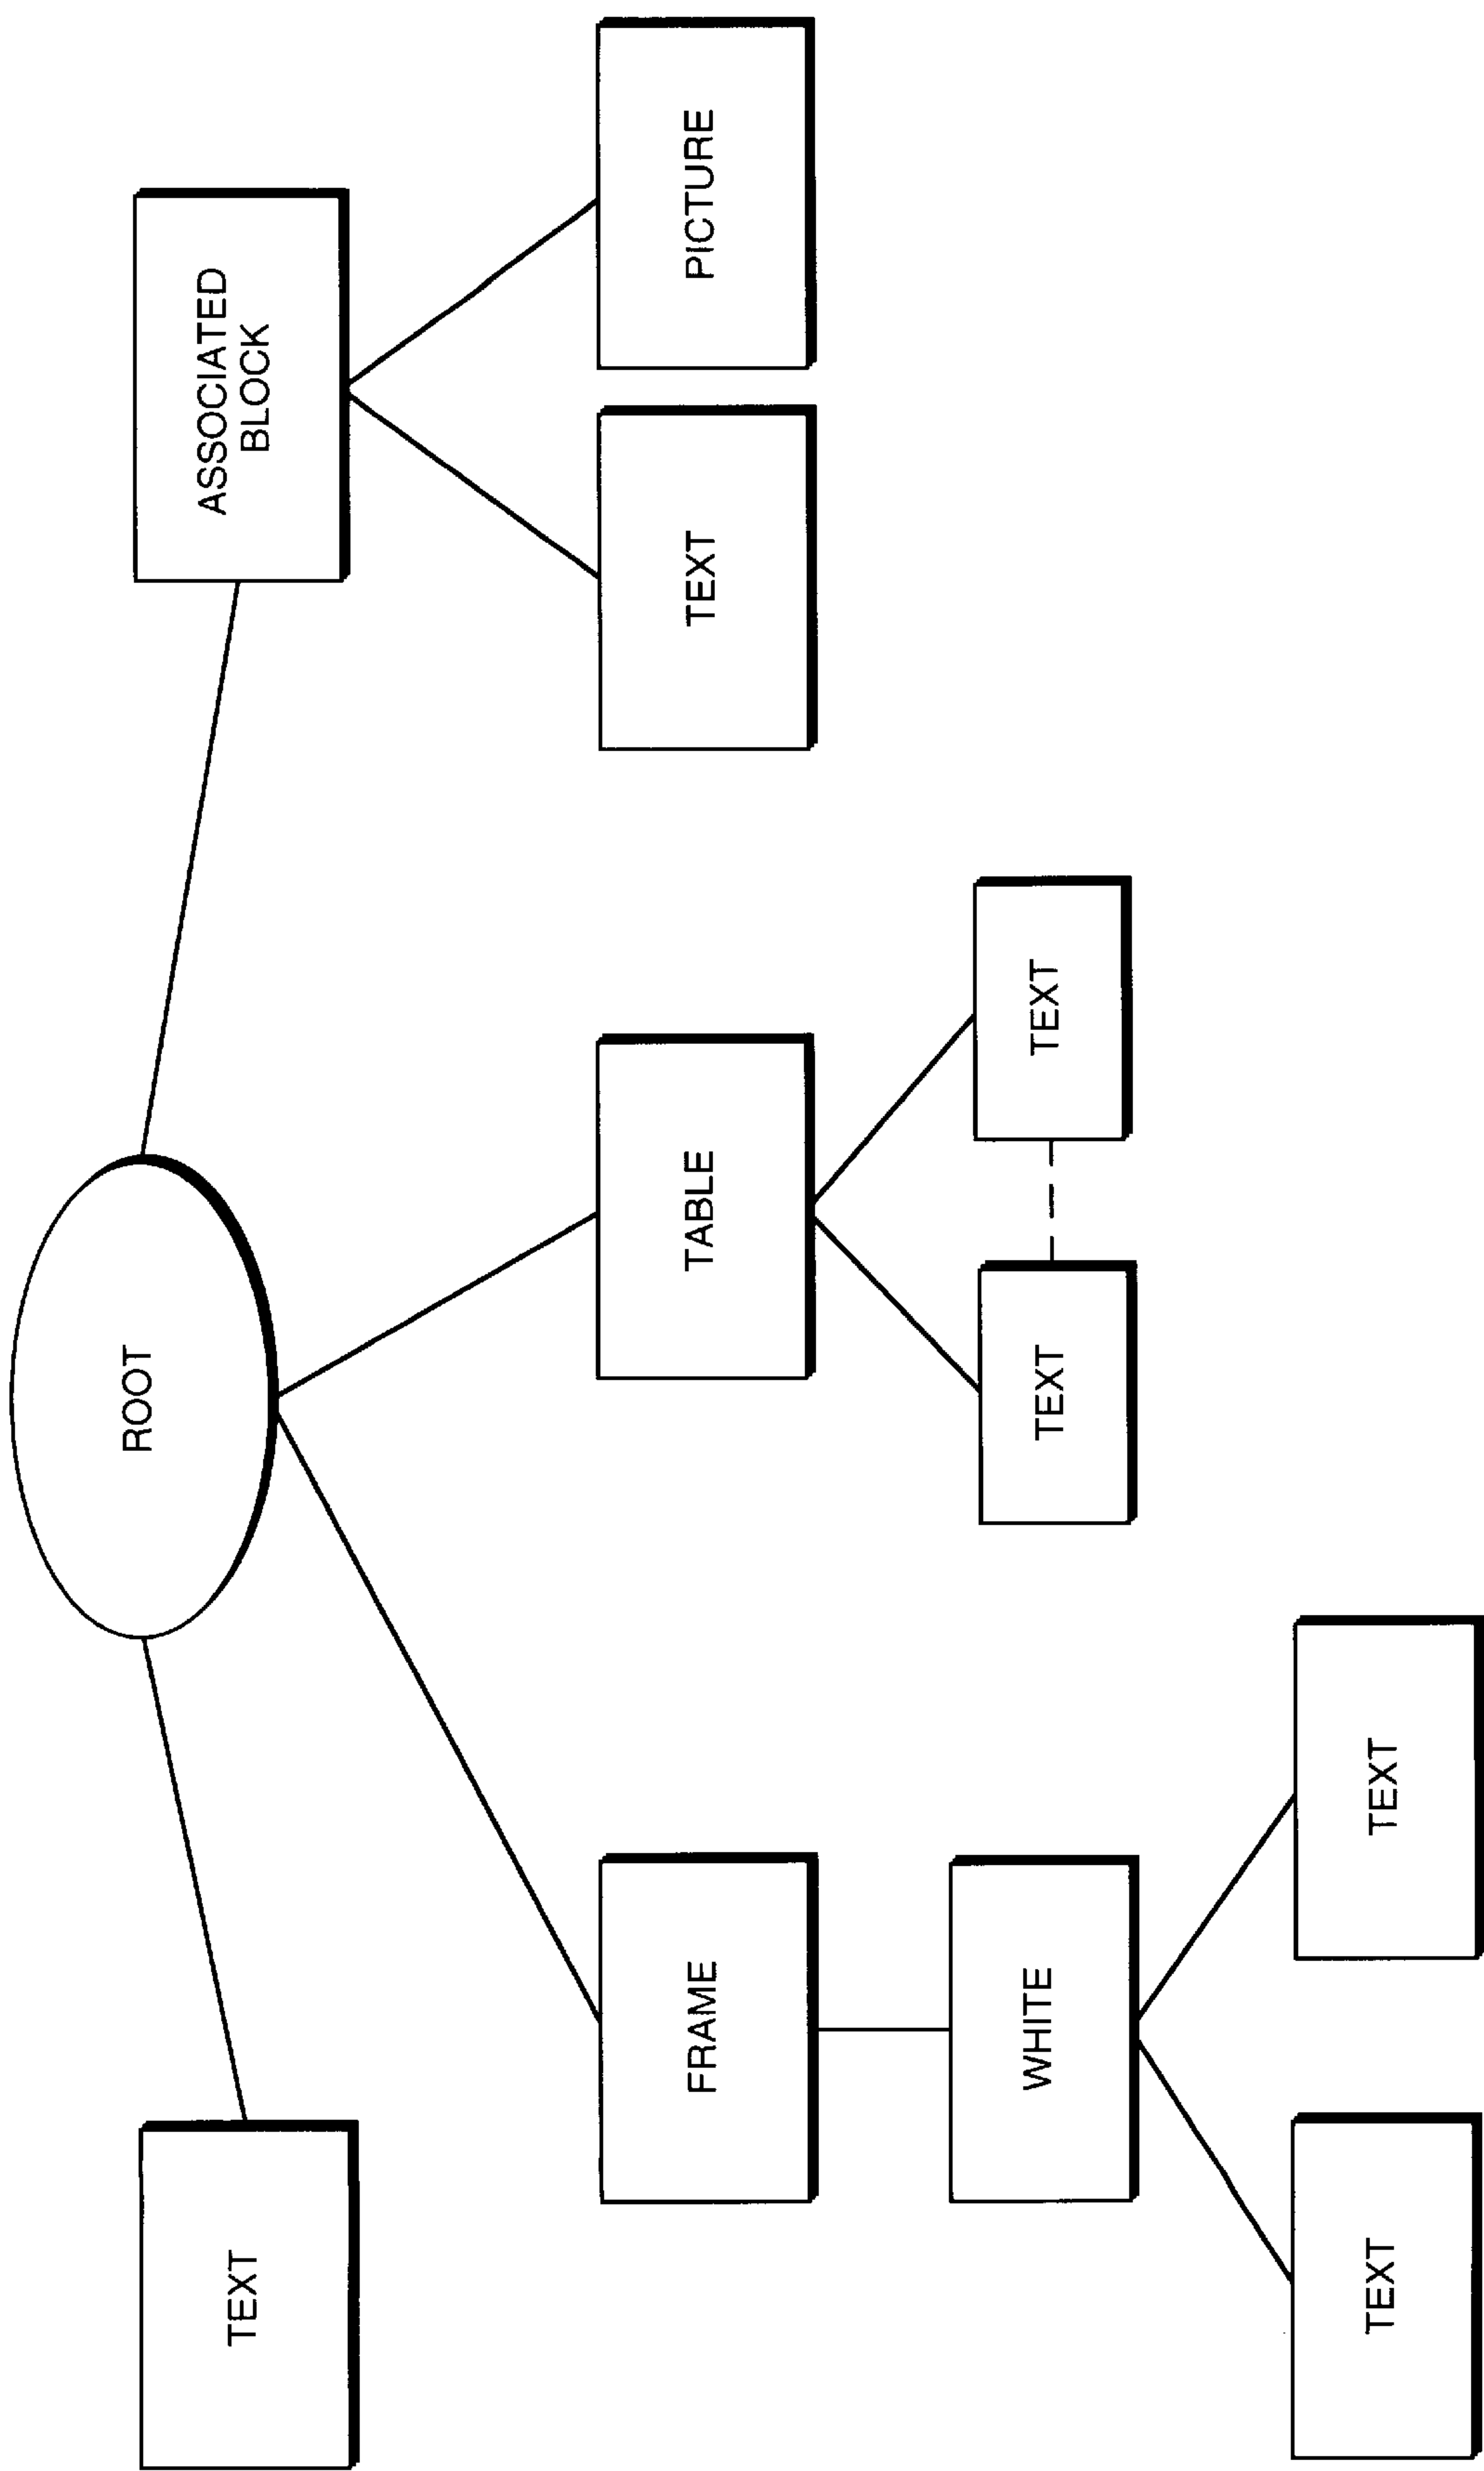 ROOT
TEXT
ASSOCIATED
BLOCK
FRAME
TABLE
TEXT
PICTURE
WHITE
TEXT
TEXT
TEXT
TEXT